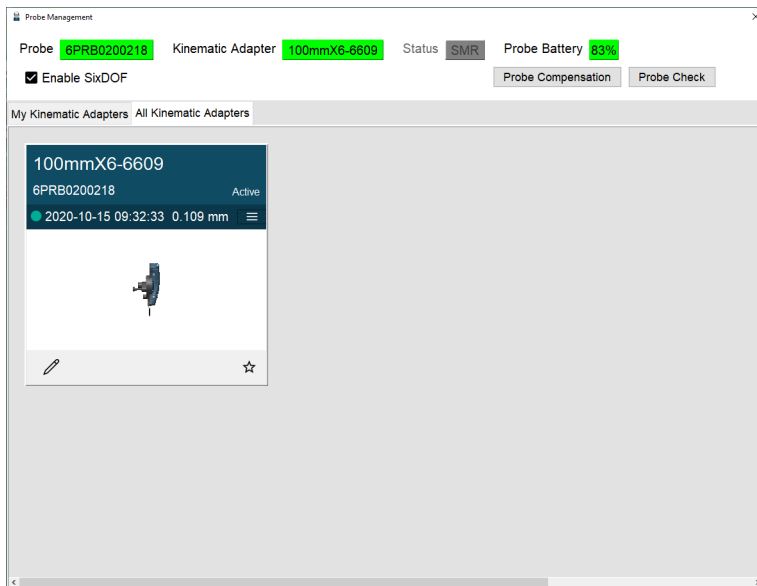 Probe Management
Probe 6PRB0200218 Kinematic Adapter 100mmX6-6609 Status SMR Probe Battery 83%
Enable SixDOF Probe Compensation Probe Check
My Kinematic Adapters All Kinematic Adapters
100mmX6-6609
6PRB0200218 Active
2020-10-15 09:32:33 0.109 mm